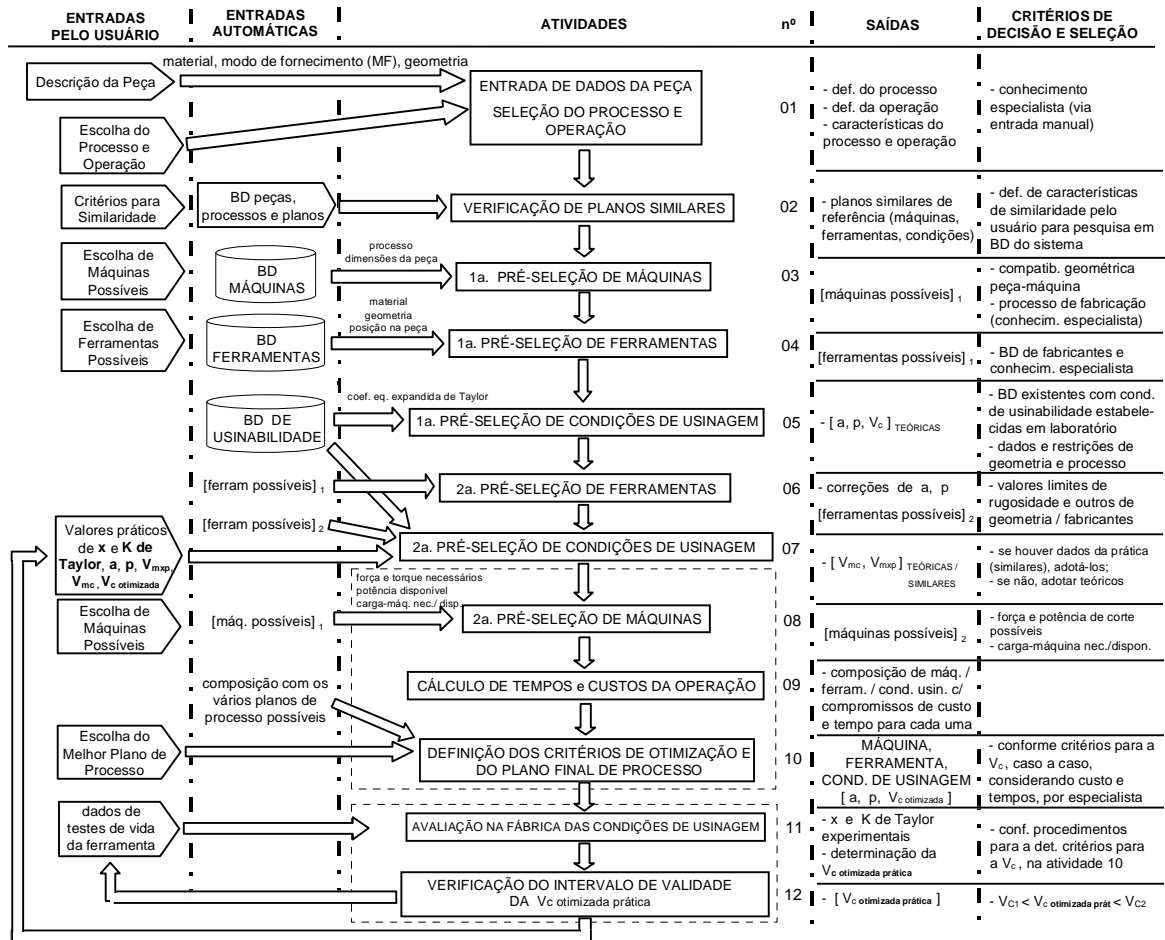 ENTRADAS
PELO USUÁRIO
ENTRADAS
AUTOMÁTICAS
ATIVIDADES
nº
SAÍDAS
CRITÉRIOS DE
DECISÃO E SELEÇÃO
material, modo de fornecimento (MF), geometria
Descrição da Peça
Escolha do
Processo e
Operação
ENTRADA DE DADOS DA PEÇA
SELEÇÃO DO PROCESSO E
OPERAÇÃO
01
- def. do processo
- def. da operação
- características do
processo e operação
- conhecimento
especialista (via
entrada manual)
Critérios para
Similaridade
BD peças,
processos e planos
VERIFICAÇÃO DE PLANOS SIMILARES
02
- planos similares de
referência (máquinas,
ferramentas, condições)
- def. de características
de similaridade pelo
usuário para pesquisa em
BD do sistema
Escolha de
Máquinas
Possíveis
BD
MÁQUINAS
processo
dimensões da peça
1a. PRÉ-SELEÇÃO DE MÁQUINAS
03
[máquinas possíveis] 1
- compatib. geométrica
peça-máquina
- processo de fabricação
(conhecim. especialista)
Escolha de
Ferramentas
Possíveis
BD
FERRAMENTAS
material
geometria
posição na peça
1a. PRÉ-SELEÇÃO DE FERRAMENTAS
04
[ferramentas possíveis] 1
- BD de fabricantes e
conhecim. especialista
BD DE
USINABILIDADE
coef. eq. expandida de Taylor
1a. PRÉ-SELEÇÃO DE CONDIÇÕES DE USINAGEM
05
- [ a, p, Vc ] TEÓRICAS
- BD existentes com cond.
de usinabilidade estabele-
cidas em laboratório
- dados e restrições de
geometria e processo
[ferram possíveis] 1
2a. PRÉ-SELEÇÃO DE FERRAMENTAS
06
- correções de a, p
[ferramentas possíveis] 2
- valores limites de
rugosidade e outros de
geometria / fabricantes
Valores práticos
de x e K de
Taylor, a, p, Vmxp,
Vmc, Vc otimizada
[ferram possíveis] 2
2a. PRÉ-SELEÇÃO DE CONDIÇÕES DE USINAGEM
07
- [ Vmc, Vmxp] TEÓRICAS /
SIMILARES
- se houver dados da prática
(similares), adotá-los;
- se não, adotar teóricos
Escolha de
Máquinas
Possíveis
[máq. possíveis] 1
força e torque necessários
potência disponível
carga-máq. nec./ disp.
2a. PRÉ-SELEÇÃO DE MÁQUINAS
08
[máquinas possíveis] 2
- força e potência de corte
possíveis
- carga-máquina nec./dispon.
CÁLCULO DE TEMPOS e CUSTOS DA OPERAÇÃO
09
- composição de máq. /
ferram. / cond. usin. c/
compromissos de custo
e tempo para cada uma
Escolha do
Melhor Plano de
Processo
composição com os
vários planos de
processo possíveis
DEFINIÇÃO DOS CRITÉRIOS DE OTIMIZAÇÃO E
DO PLANO FINAL DE PROCESSO
10
MÁQUINA,
FERRAMENTA,
COND. DE USINAGEM
[ a, p, Vc otimizada ]
- conforme critérios para a
Vc, caso a caso,
considerando custo e
tempos, por especialista
dados de
testes de vida
da ferramenta
AVALIAÇÃO NA FÁBRICA DAS CONDIÇÕES DE USINAGEM
11
- x e K de Taylor
experimentais
- determinação da
Vc otimizada prática
- conf. procedimentos
para a det. critérios para
a Vc, na atividade 10
VERIFICAÇÃO DO INTERVALO DE VALIDADE
DA Vc otimizada prática
12
- [ Vc otimizada prática ]
- VC1 < Vc otimizada prát < VC2